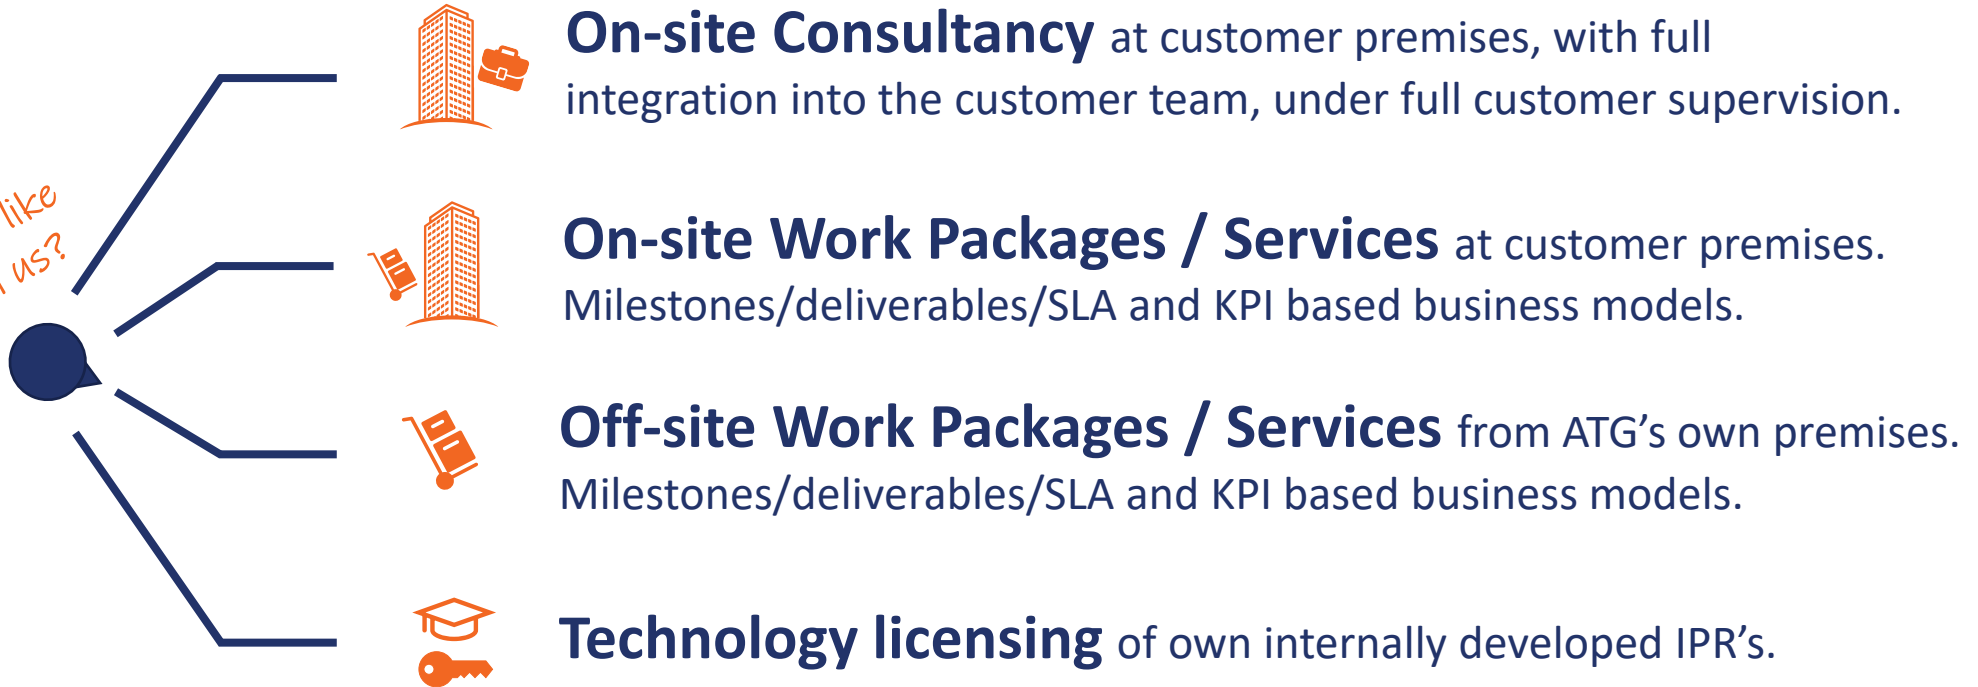 like
us?
On-site Consultancy at customer premises, with full
integration into the customer team, under full customer supervision.
On-site Work Packages / Services at customer premises.
Milestones/deliverables/SLA and KPI based business models.
Off-site Work Packages / Services from ATG’s own premises.
Milestones/deliverables/SLA and KPI based business models.
Technology licensing of own internally developed IPR’s.